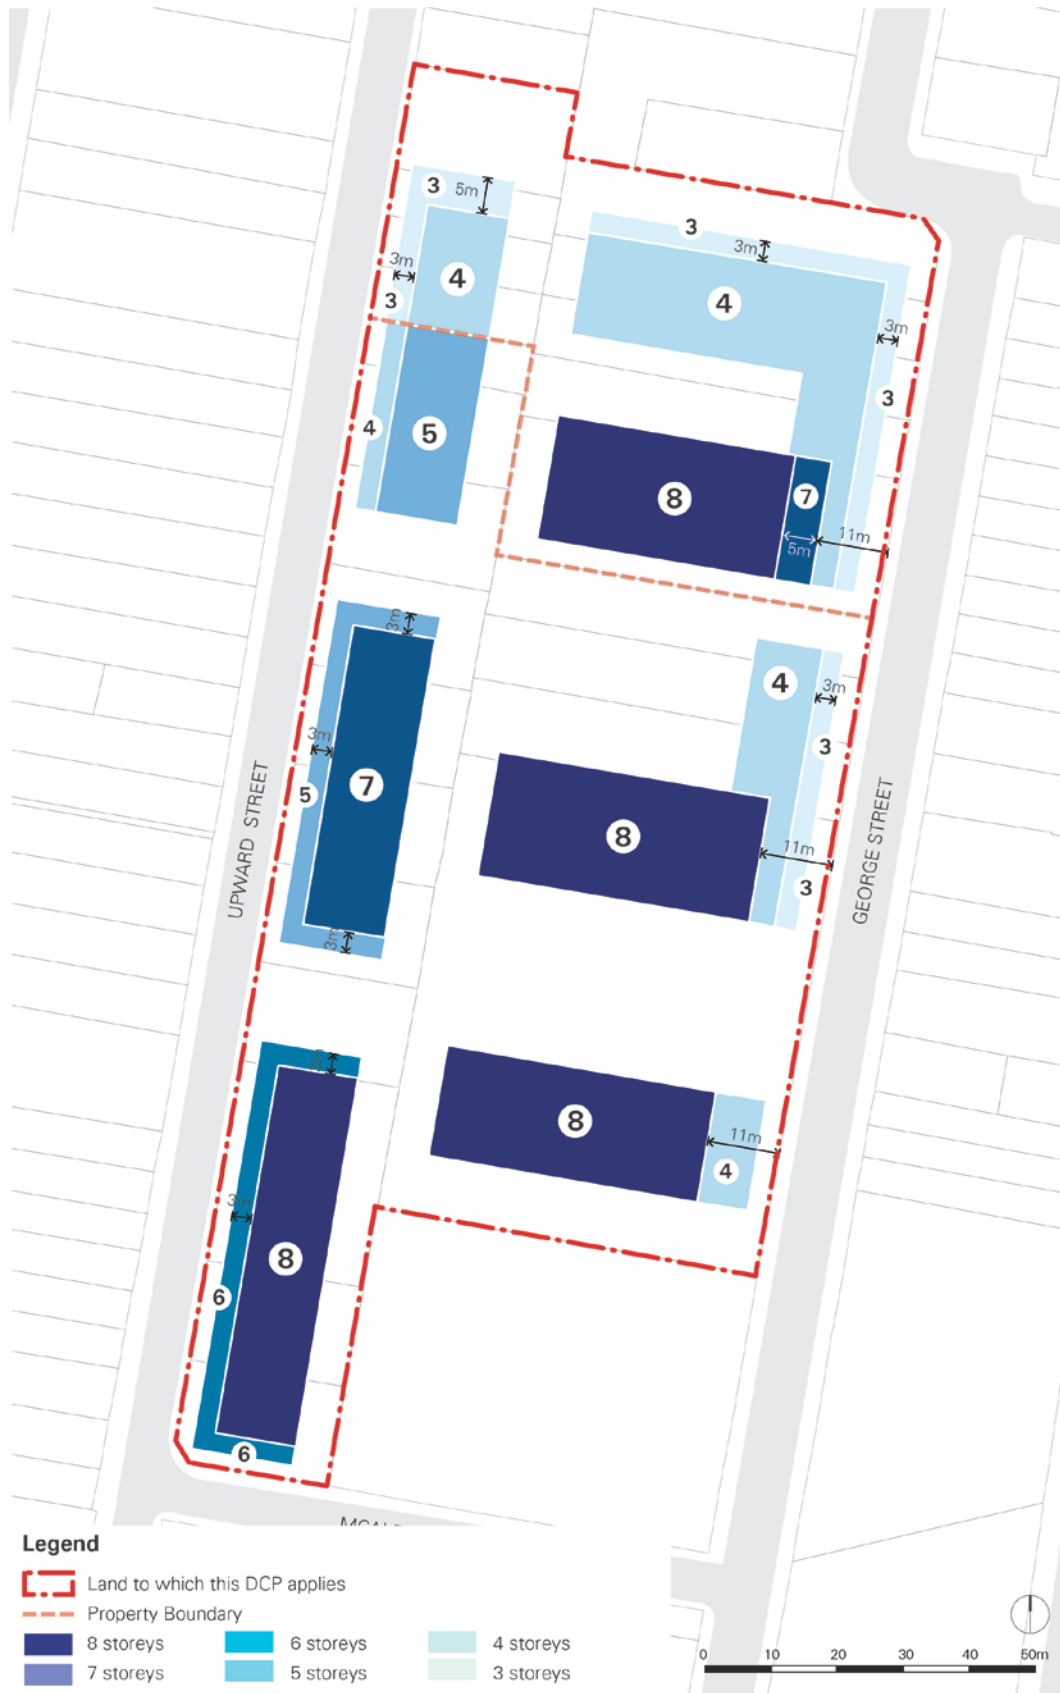 3
5m
3
3m
3m
4
4
3m
3
3
4
5
8
7
11m
5m
3m
4
3m
3
3m
7
5
8
11m
3
UPWARD STREET
GEORGE STREET
3m
8
11m
4
3m
8
6
6
Legend
Land to which this DCP applies
Property Boundary
8 storeys
6 storeys
4 storeys
7 storeys
5 storeys
3 storeys
0 10 20 30 40 50m